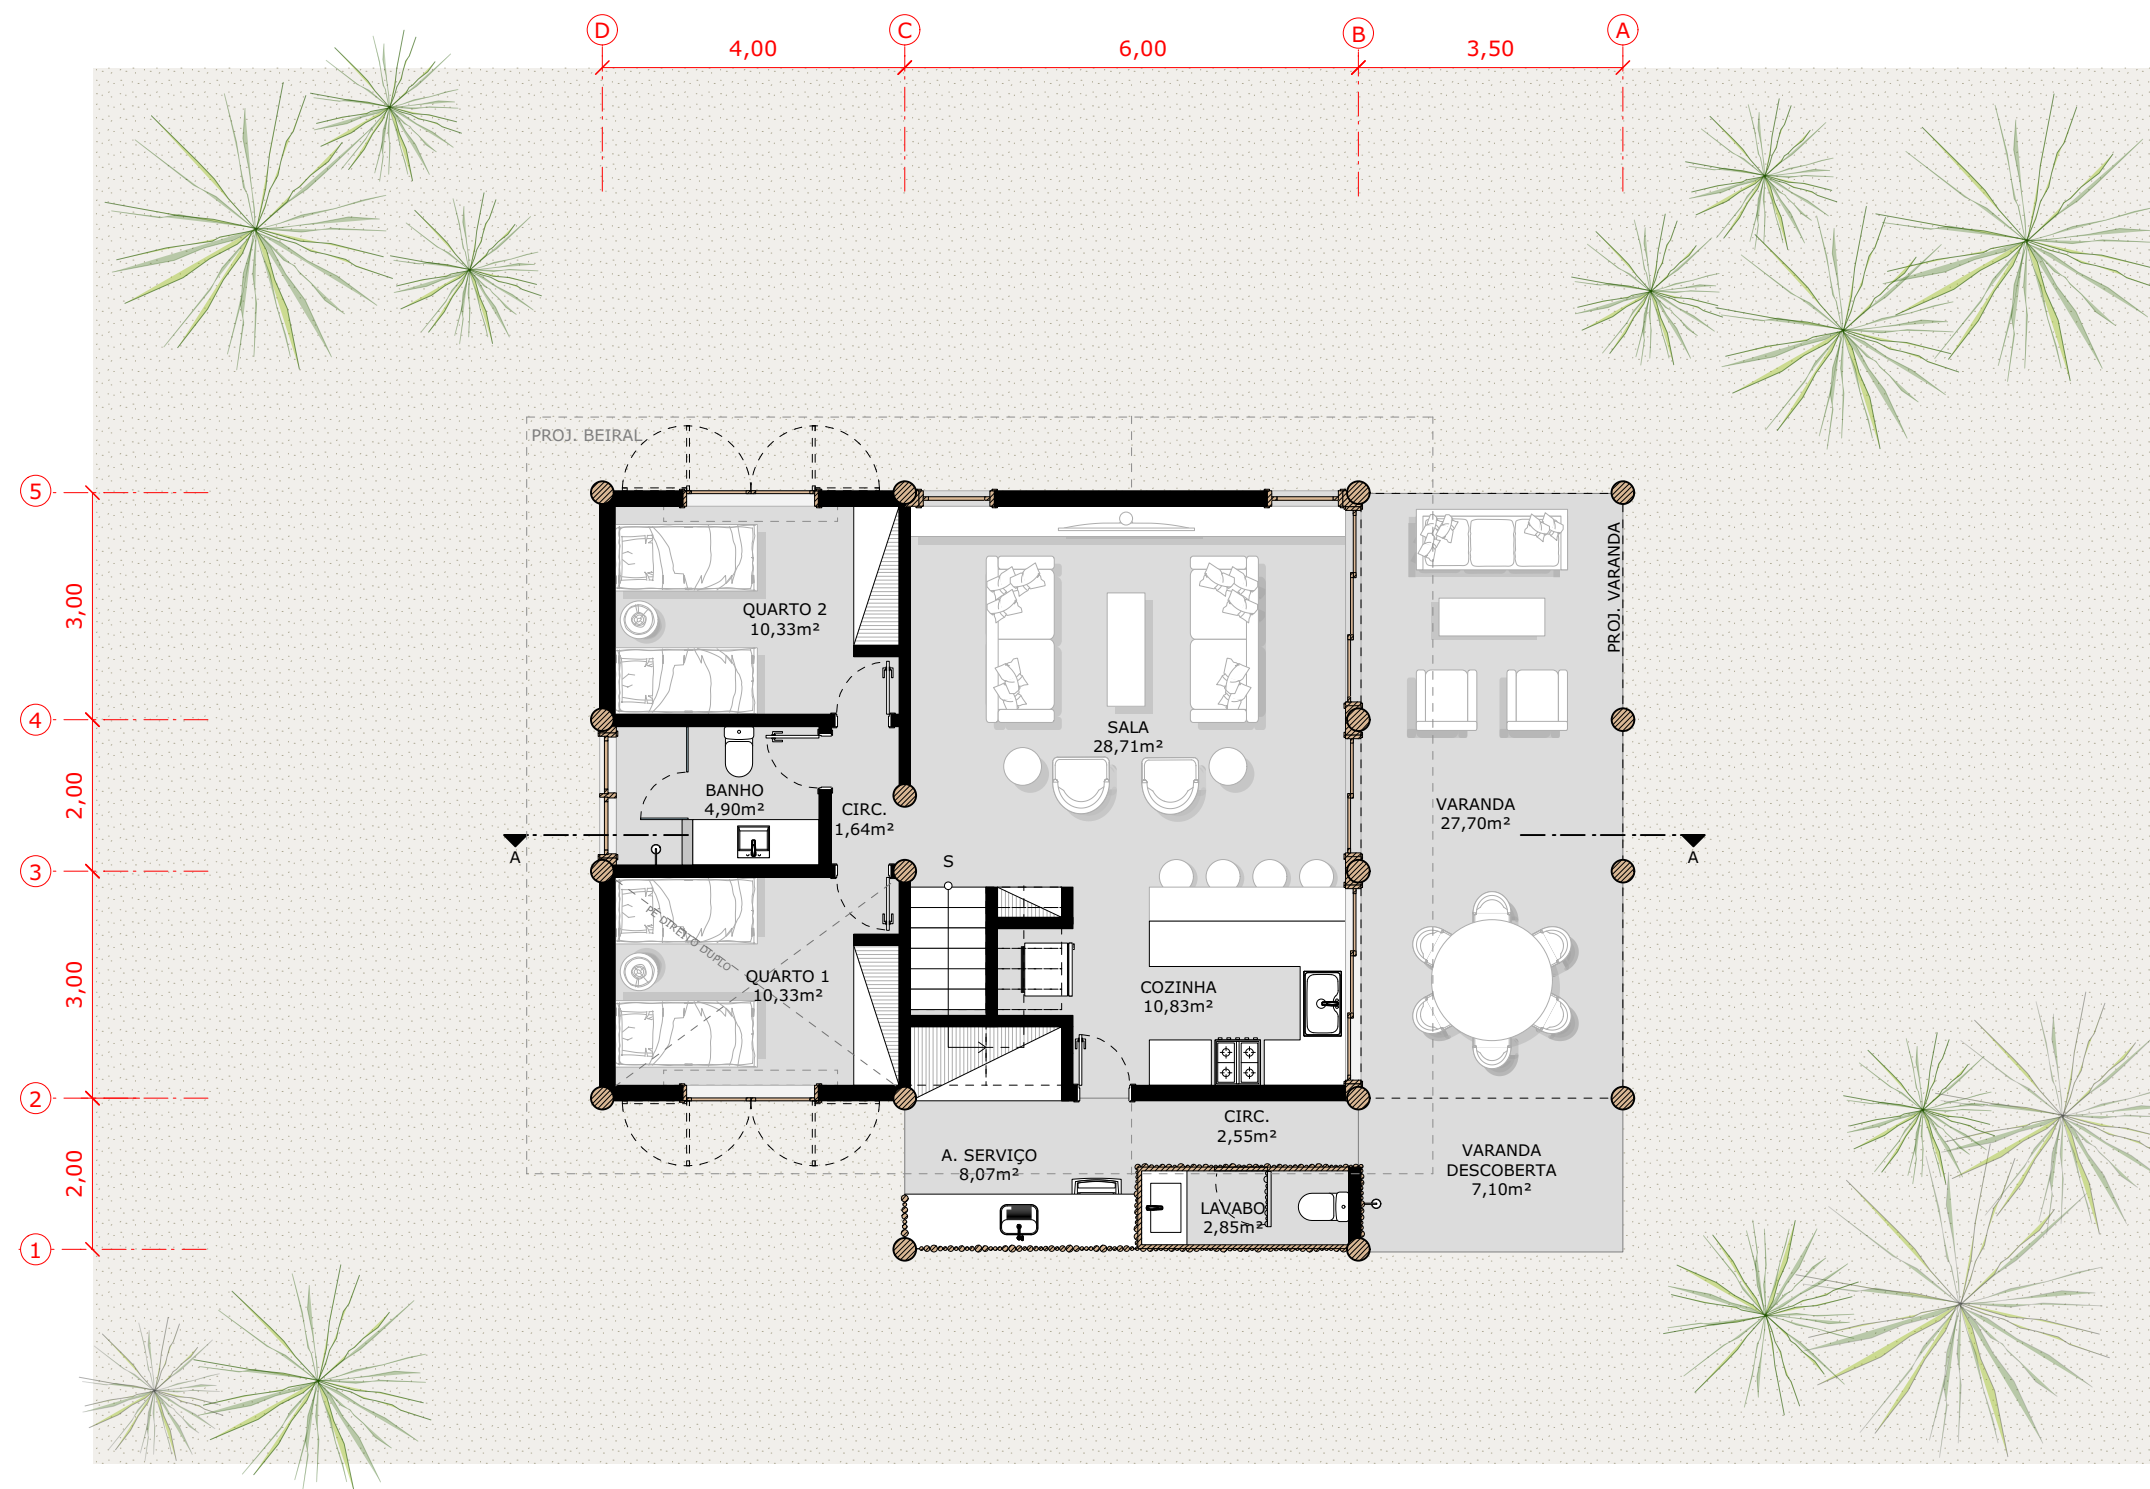 D
C
B
A
4,00
6,00
3,50
PROJ. BEIRAL
5
4
3
2
1
3,00
2,00
3,00
2,00
PROJ. VARANDA
QUARTO 2
10,33m²
SALA
28,71m²
BANHO
4,90m²
CIRC.
1,64m²
VARANDA
27,70m²
A
A
S
PÉ DIREITO DUPLO
QUARTO 1
10,33m²
COZINHA
10,83m²
CIRC.
2,55m²
A. SERVIÇO
8,07m²
VARANDA
DESCOBERTA
7,10m²
LAVABO
2,85m²